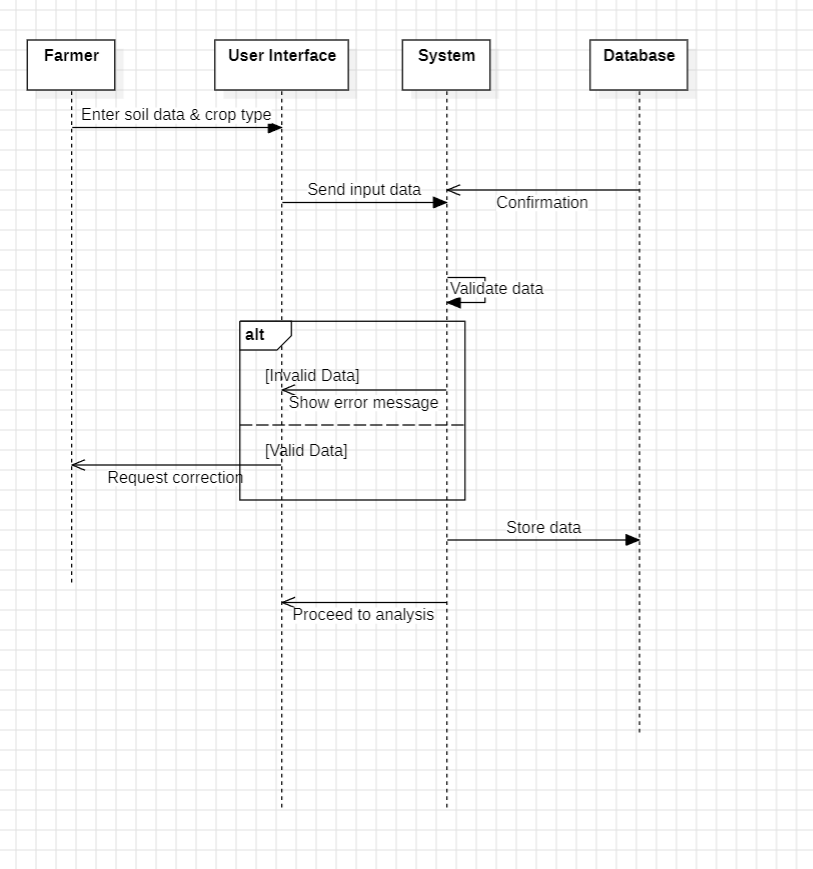 Farmer
User Interface
System
Database
Enter soil data & crop type
Send input data
Confirmation
Validate data
alt
[Invalid Data]
Show error message
[Valid Data]
Request correction
Store data
Proceed to analysis